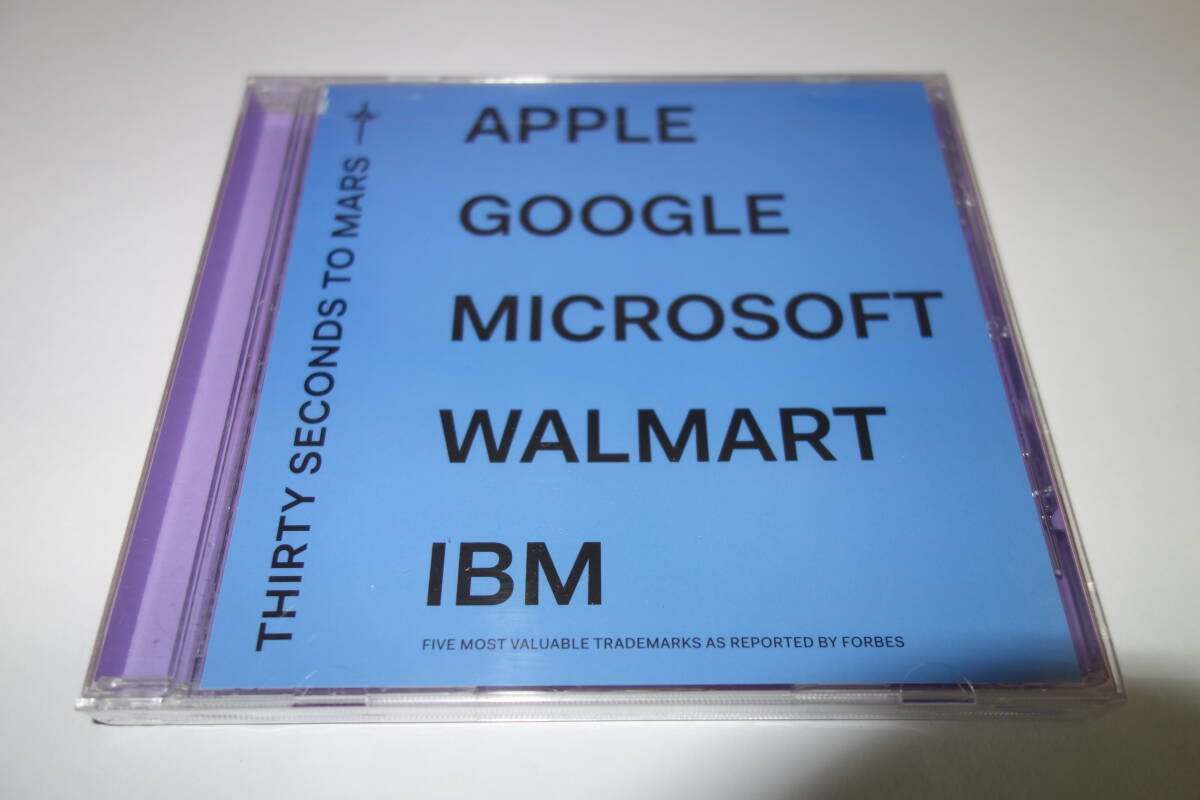 THIRTY SECONDS TO MARS
APPLE
GOOGLE
MICROSOFT
WALMART
IBM
FIVE MOST VALUABLE TRADEMARKS AS REPORTED BY FORBES